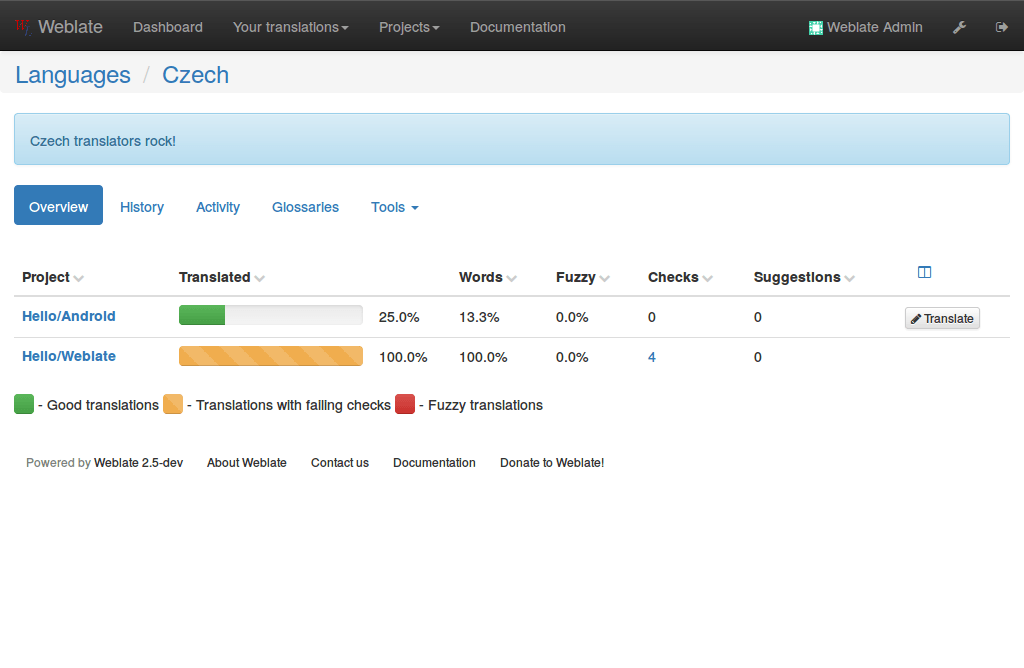 Weblate Dashboard Your translations Projects Documentation Weblate Admin
Languages / Czech
Czech translators rock!
Overview History Activity Glossaries Tools
Project Translated Words Fuzzy Checks Suggestions
Hello/Android 25.0% 13.3% 0.0% 0 0 Translate
Hello/Weblate 100.0% 100.0% 0.0% 4 0
- Good translations - Translations with failing checks - Fuzzy translations
Powered by Weblate 2.5-dev About Weblate Contact us Documentation Donate to Weblate!